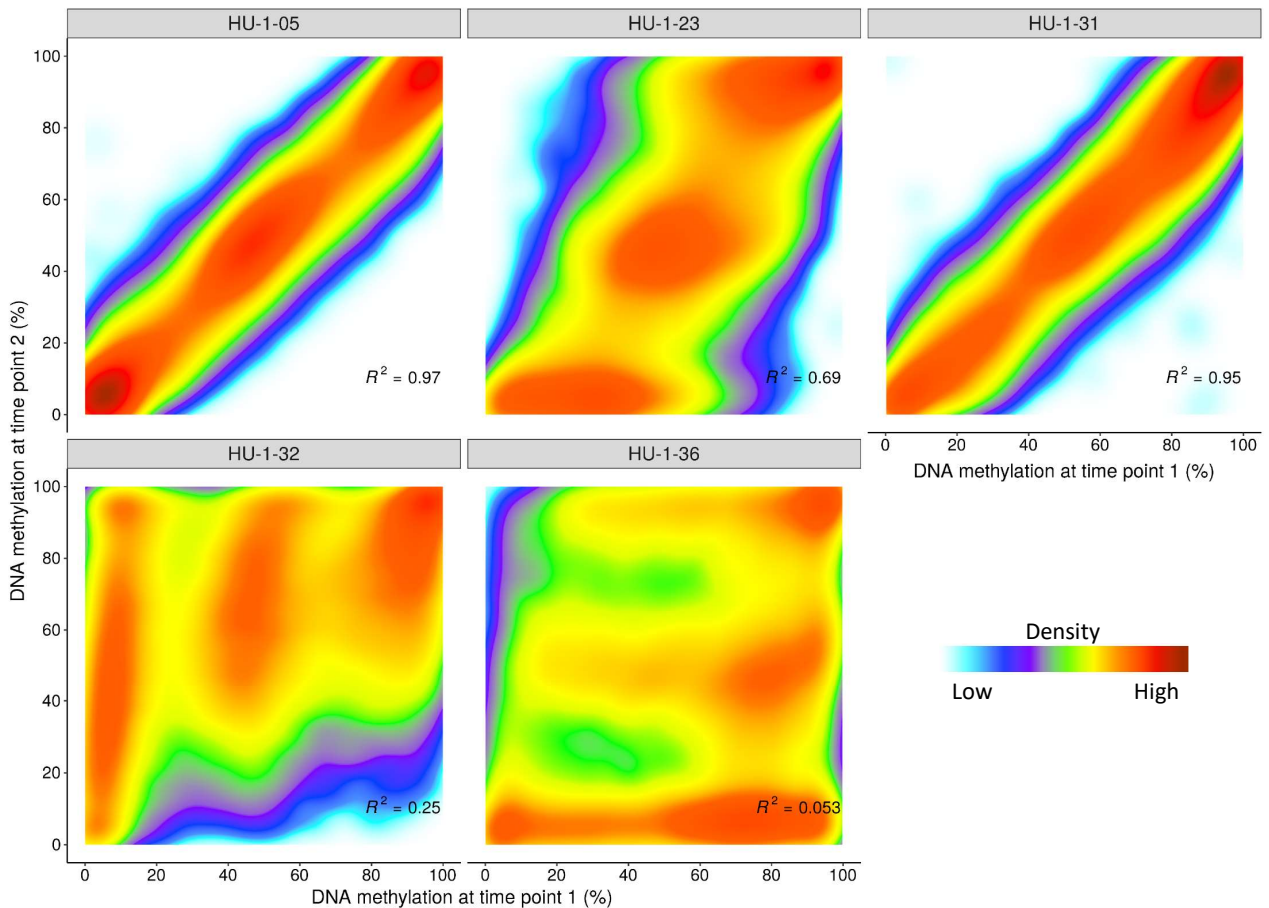 HU-1-05
HU-1-23
HU-1-31
100
80
60
40
20
0
R² = 0.97
R² = 0.69
R² = 0.95
0 20 40 60 80 100
DNA methylation at time point 1 (%)
DNA methylation at time point 2 (%)
HU-1-32
HU-1-36
100
80
60
40
20
0
R² = 0.25
R² = 0.053
0 20 40 60 80 100
0 20 40 60 80 100
DNA methylation at time point 1 (%)
Density
Low High